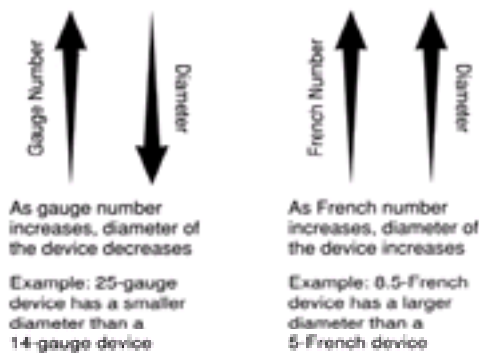 Gauge Number
Diameter
As gauge number
increases, diameter of
the device decreases
Example: 25-gauge
device has a smaller
diameter than a
14-gauge device
French Number
Diameter
As French number
increases, diameter of
the device increases
Example: 8.5-French
device has a larger
diameter than a
5-French device